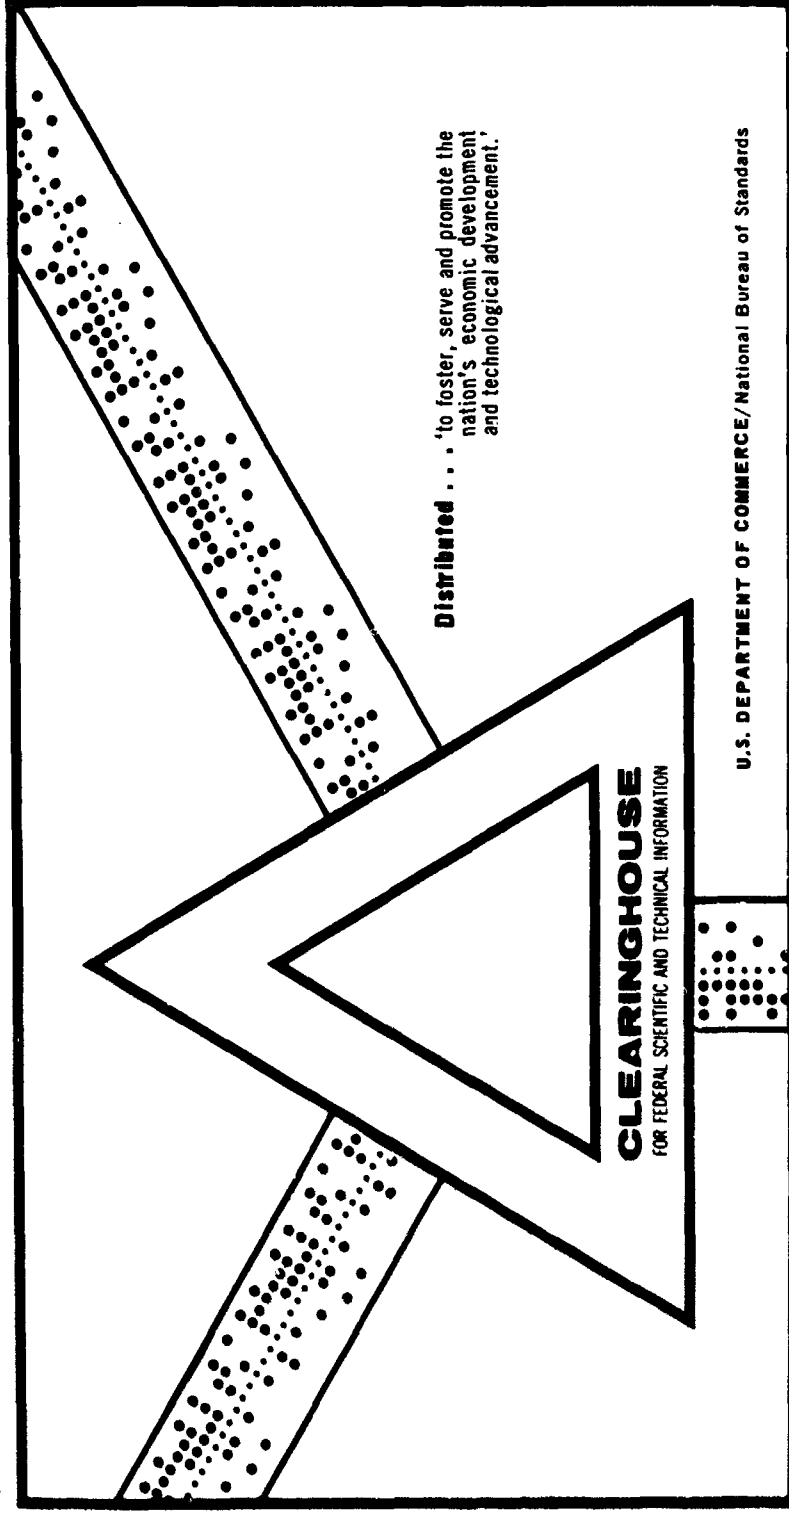 Distributed . . . 'to foster, serve and promote the
nation's economic development
and technological advancement.'
CLEARINGHOUSE
FOR FEDERAL SCIENTIFIC AND TECHNICAL INFORMATION
U.S. DEPARTMENT OF COMMERCE/National Bureau of Standards